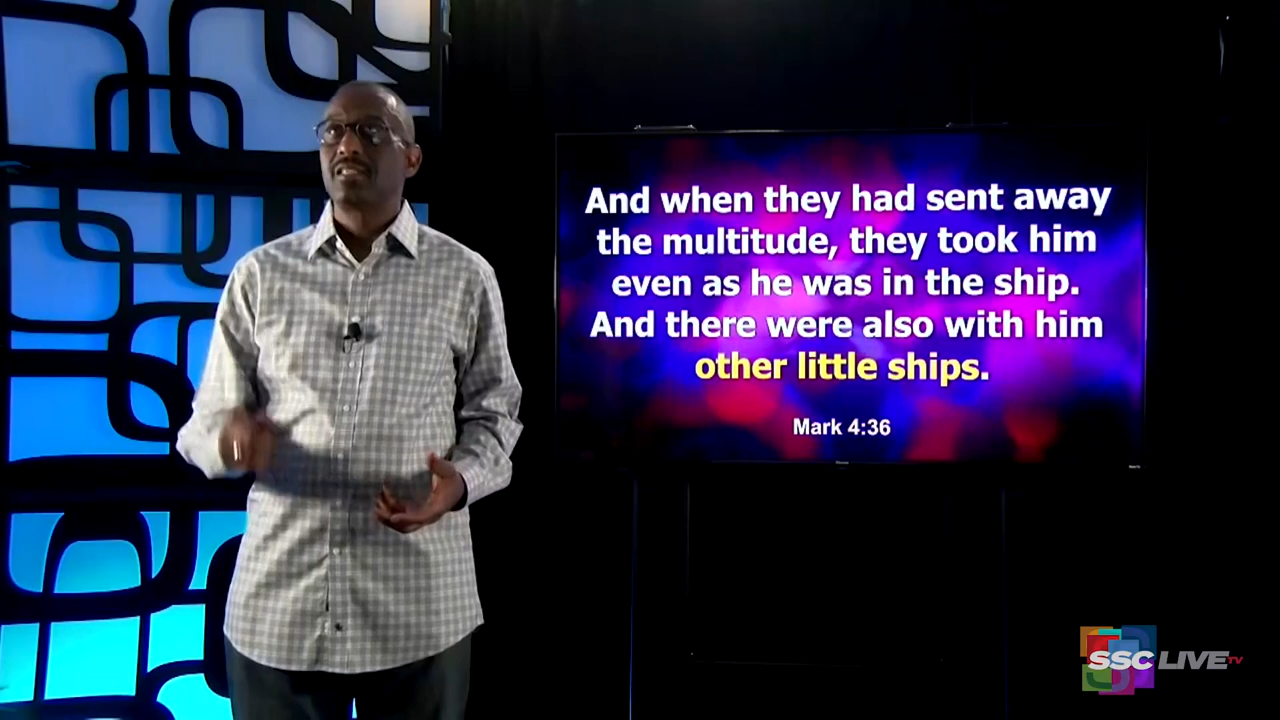 And when they had sent away
the multitude, they took him
even as he was in the ship.
And there were also with him
other little ships.
Mark 4:36
SSC LIVE TV